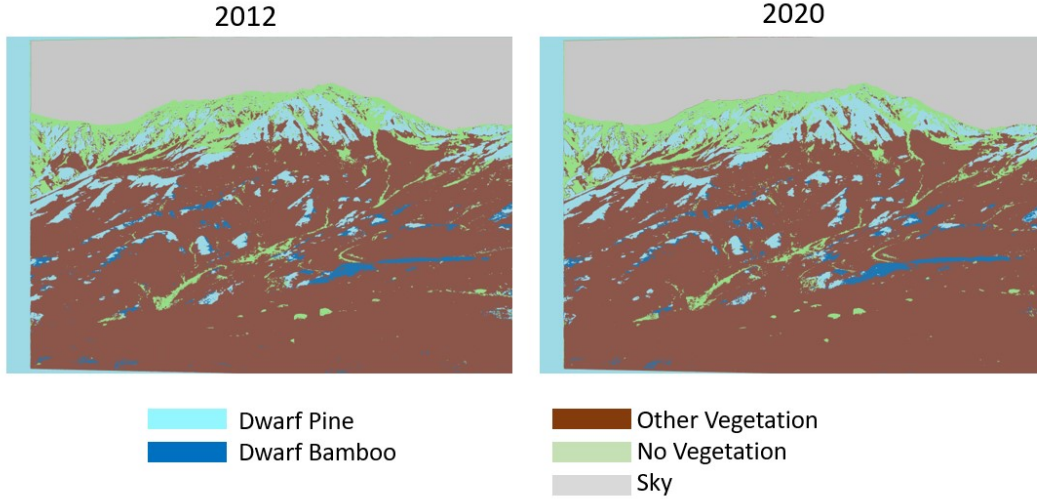 2012
2020
Dwarf Pine
Dwarf Bamboo
Other Vegetation
No Vegetation
Sky